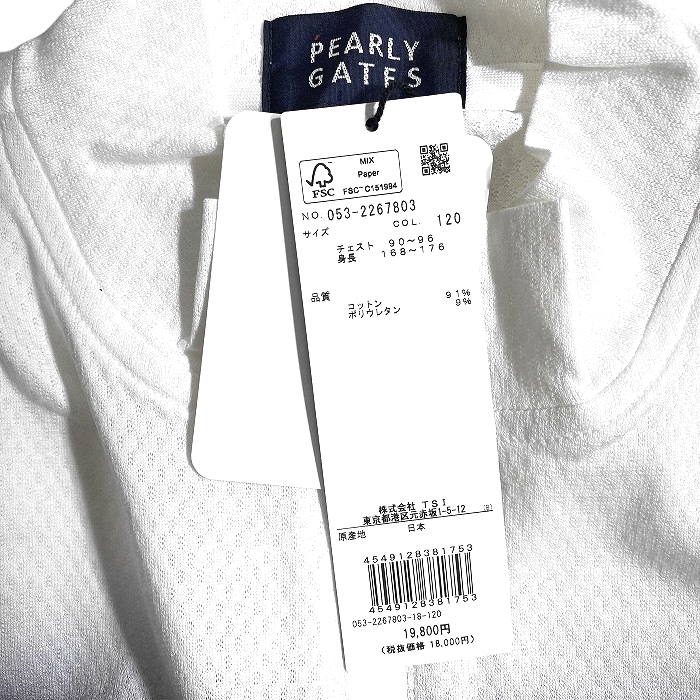 PEARLY
GATES
MIX
Paper
FSC
FSC™ C151994
NO. 053-2267803
サイズ COL. 120
チェスト 90〜96
身長 168〜176
品質
コットン 91%
ポリウレタン 9%
株式会社 TSI
東京都港区元赤坂1-5-12
原産地 日本
4549128381753
4549128381753
053-2267803-18-120
19,800円
(税抜価格 18,000円)